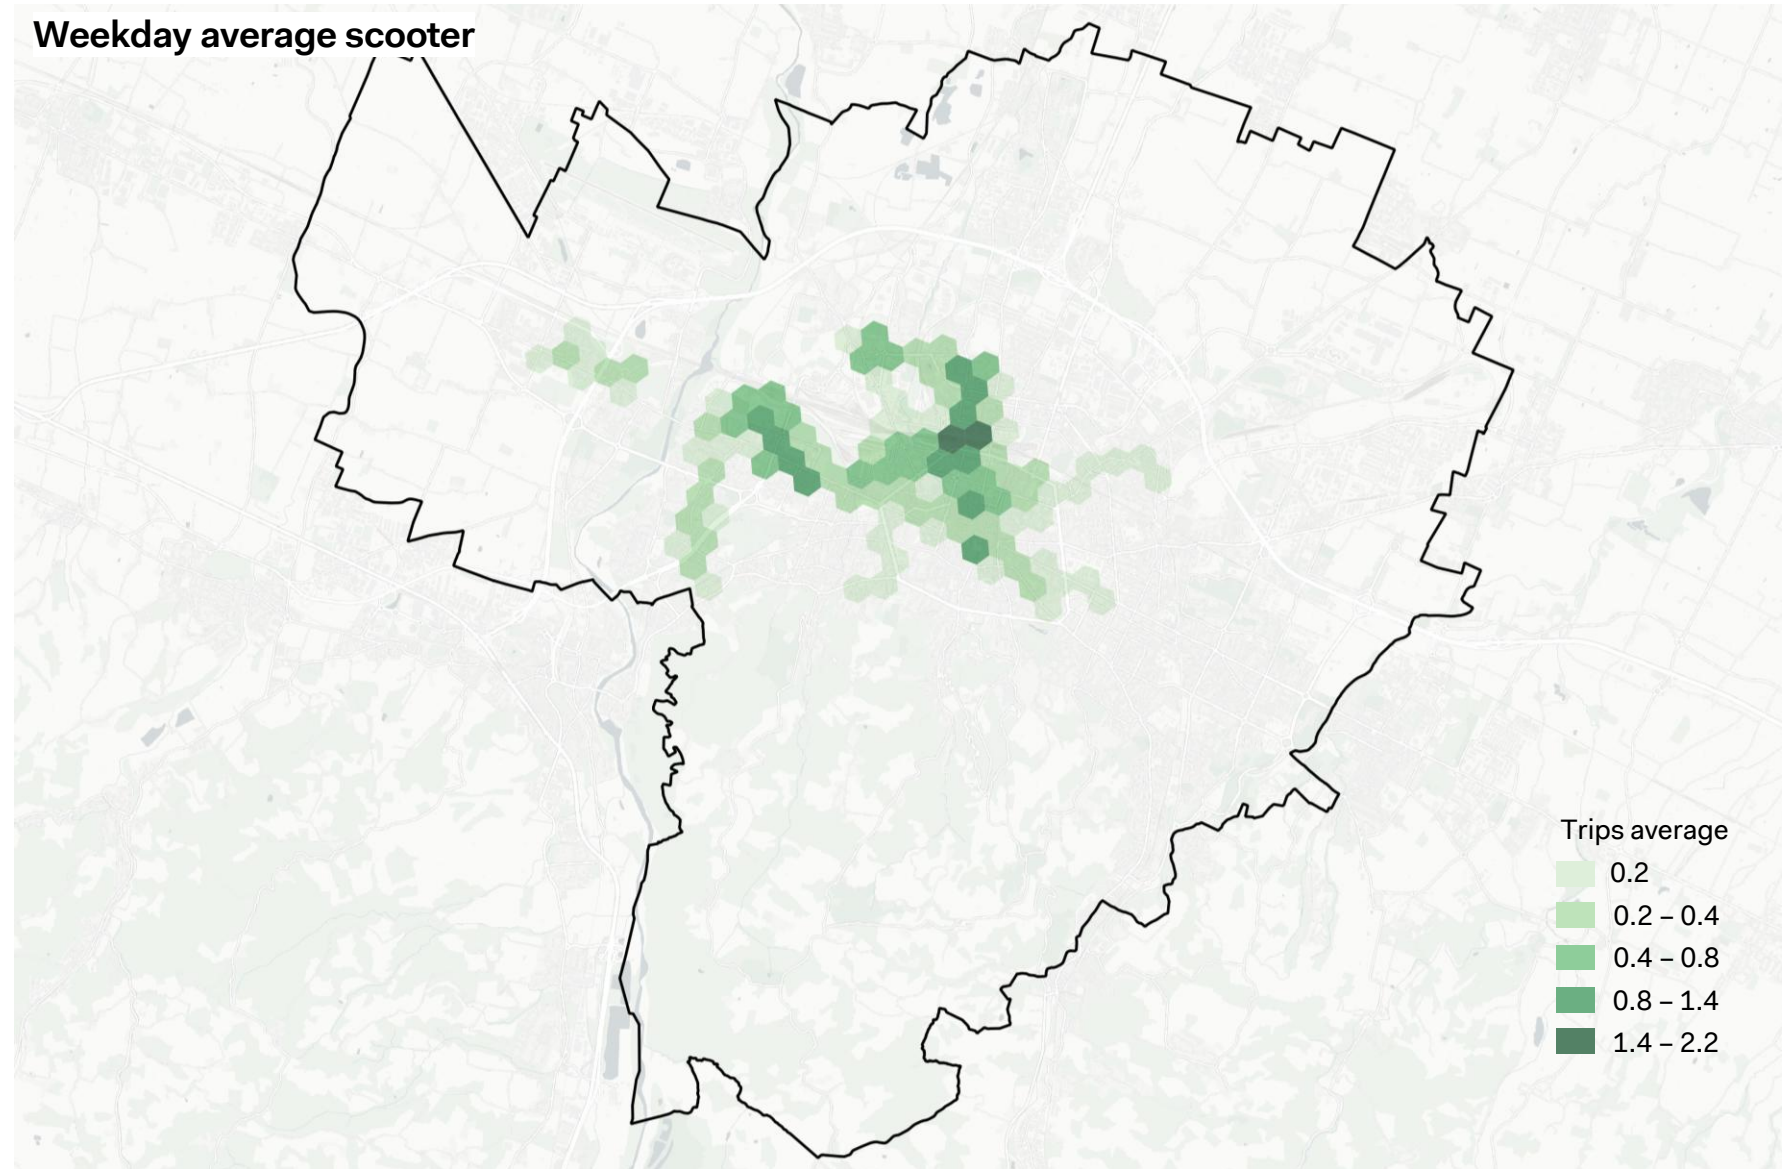 Weekday average scooter
Trips average
0.2
0.2 – 0.4
0.4 – 0.8
0.8 – 1.4
1.4 – 2.2